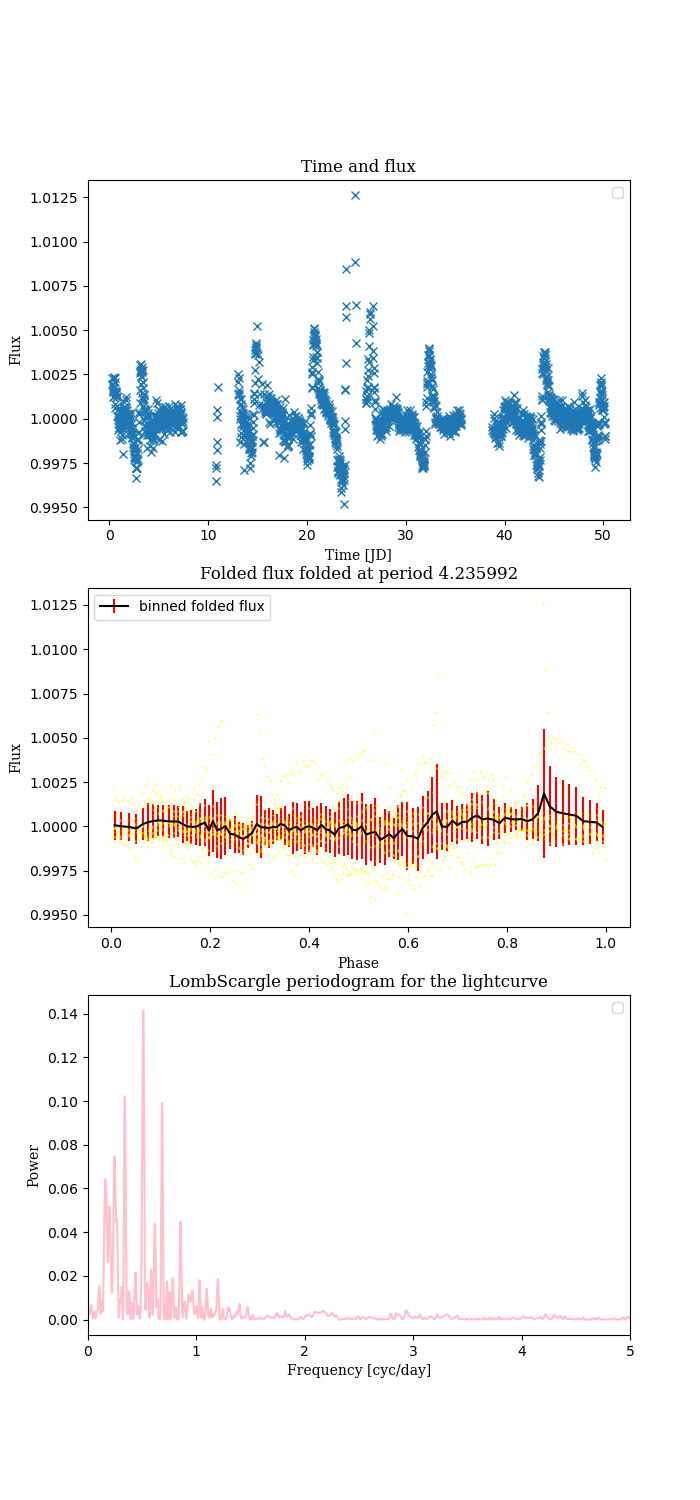 Time and flux
1.0125
1.0100
1.0075
1.0050
1.0025
1.0000
0.9975
0.9950
Flux
0 10 20 30 40 50
Time [JD]
Folded flux folded at period 4.235992
binned folded flux
1.0125
1.0100
1.0075
1.0050
1.0025
1.0000
0.9975
0.9950
Flux
0.0 0.2 0.4 0.6 0.8 1.0
Phase
LombScargle periodogram for the lightcurve
0.14
0.12
0.10
0.08
0.06
0.04
0.02
0.00
Power
0 1 2 3 4 5
Frequency [cyc/day]